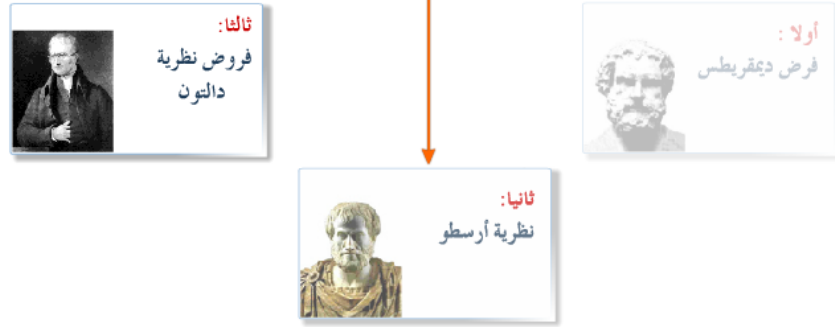 أولا :
فرض ديمقريطس
ثانيا:
نظرية أرسطو
ثالثا:
فروض نظرية
دالتون